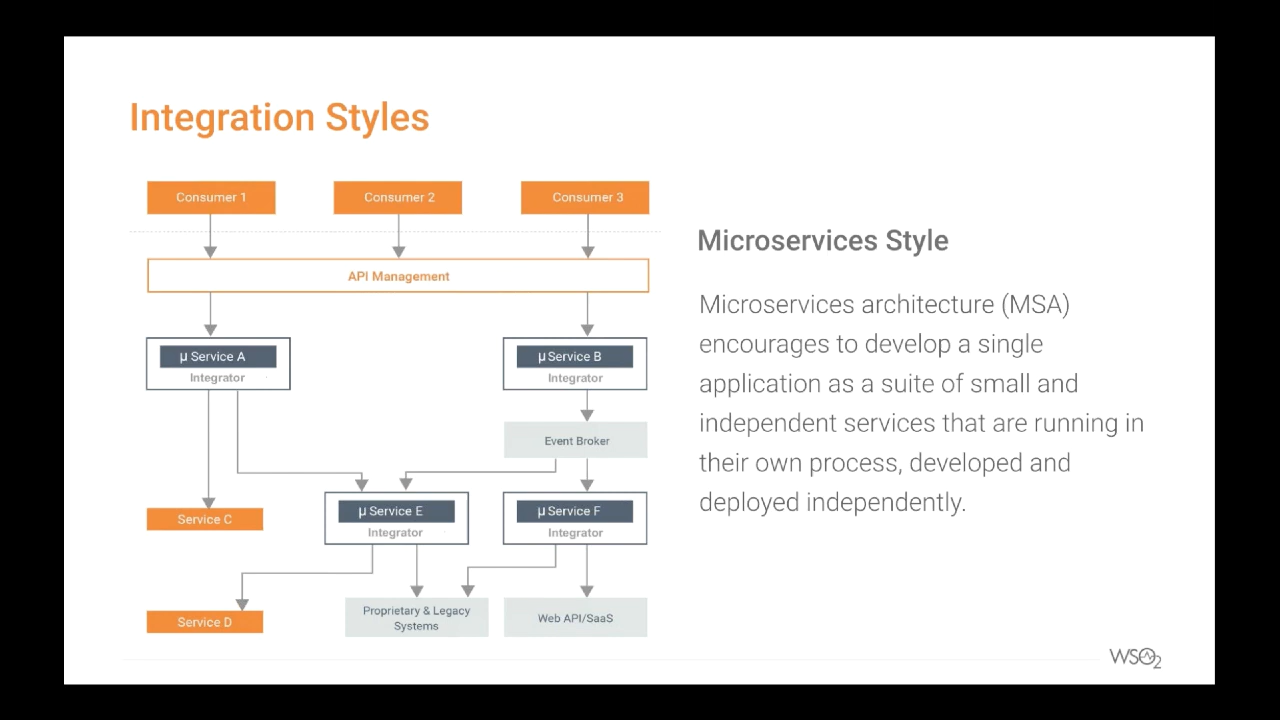 Integration Styles
Consumer 1
Consumer 2
Consumer 3
API Management
μ Service A
Integrator
μ Service B
Integrator
Event Broker
Service C
μ Service E
Integrator
μ Service F
Integrator
Service D
Proprietary & Legacy
Systems
Web API/SaaS
Microservices Style
Microservices architecture (MSA)
encourages to develop a single
application as a suite of small and
independent services that are running in
their own process, developed and
deployed independently.
WSO2